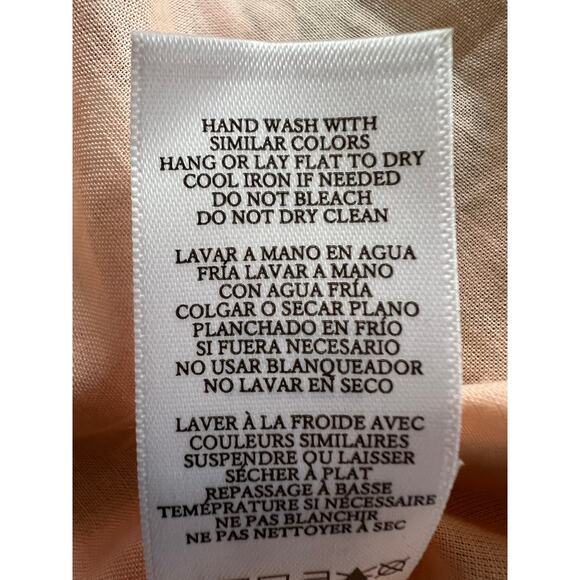 HAND WASH WITH
SIMILAR COLORS
HANG OR LAY FLAT TO DRY
COOL IRON IF NEEDED
DO NOT BLEACH
DO NOT DRY CLEAN
LAVAR A MANO EN AGUA
FRÍA LAVAR A MANO
CON AGUA FRÍA
COLGAR O SECAR PLANO
PLANCHADO EN FRÍO
SI FUERA NECESARIO
NO USAR BLANQUEADOR
NO LAVAR EN SECO
LAVER À LA FROIDE AVEC
COULEURS SIMILAIRES
SUSPENDRE OU LAISSER
SÉCHER À PLAT
REPASSAGE À BASSE
TEMÉPRATURE SI NÉCESSAIRE
NE PAS BLANCHIR
NE PAS NETTOYER À SEC